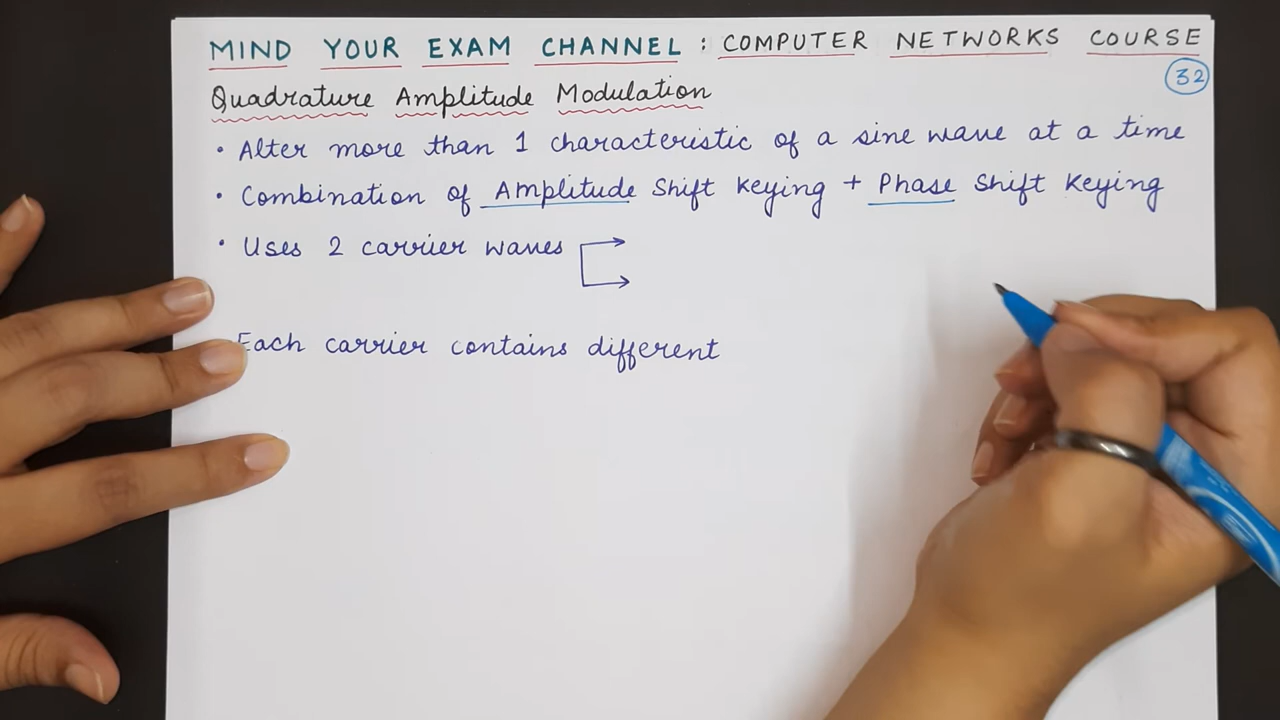 MIND YOUR EXAM CHANNEL : COMPUTER NETWORKS COURSE
32
Quadrature Amplitude Modulation
• Alter more than 1 characteristic of a sine wave at a time
• Combination of Amplitude Shift Keying + Phase Shift Keying
• Uses 2 carrier waves
Each carrier contains different